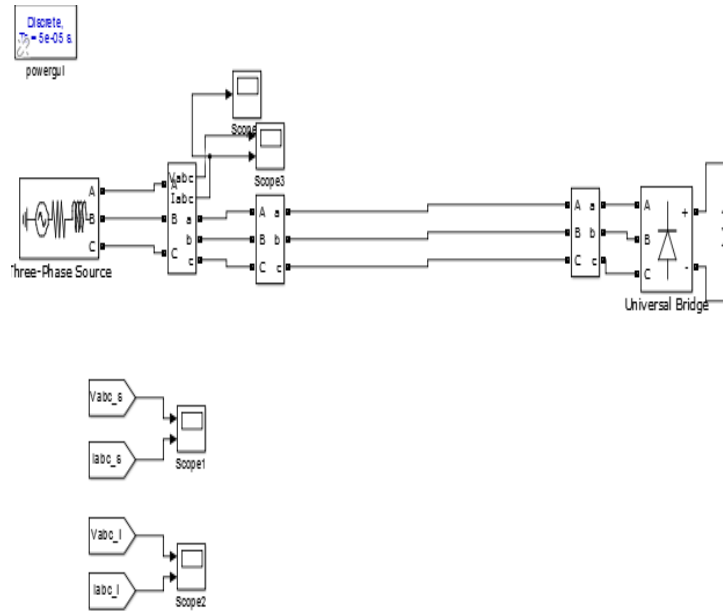 Discrete,
Ts = 5e-05 s.
powergui
Scope
Scope3
Vabc
A
Iabc
B
a
b
C
c
A
B
C
Three-Phase Source
A
a
B
b
C
c
A
a
B
b
C
c
A
+
B
C
-
Universal Bridge
Vabc_s
Iabc_s
Scope1
Vabc_l
Iabc_l
Scope2